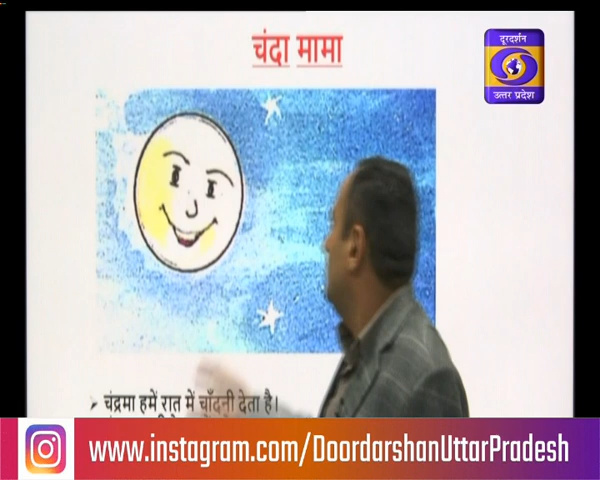 चंदा मामा
दूरदर्शन
उत्तर प्रदेश
चंद्रमा हमें रात में चाँदनी देता है।
www.instagram.com/DoordarshanUttarPradesh